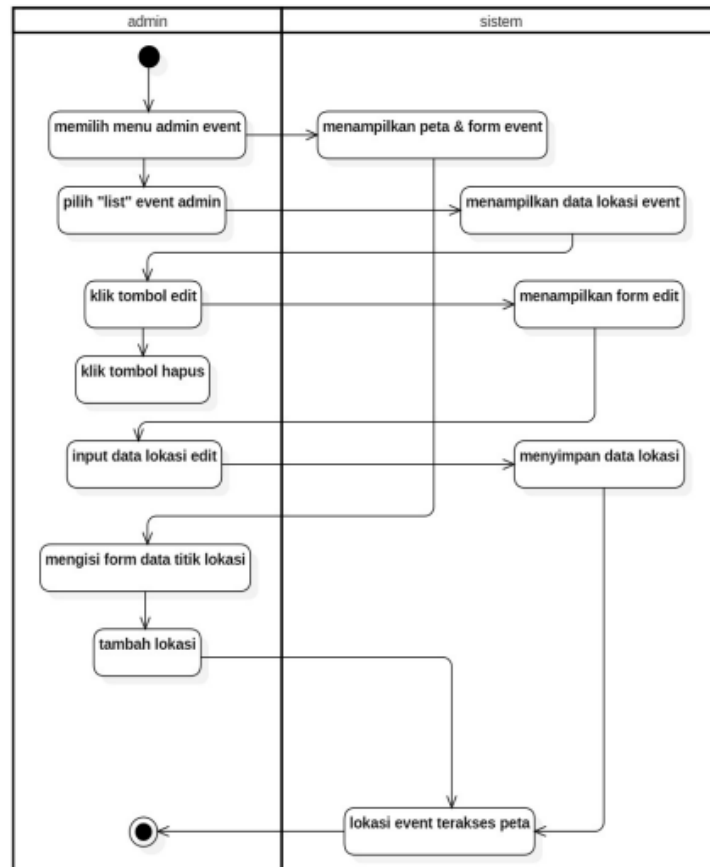 admin
sistem
memilih menu admin event
menampilkan peta & form event
pilih "list" event admin
menampilkan data lokasi event
klik tombol edit
menampilkan form edit
klik tombol hapus
input data lokasi edit
menyimpan data lokasi
mengisi form data titik lokasi
tambah lokasi
lokasi event terakses peta